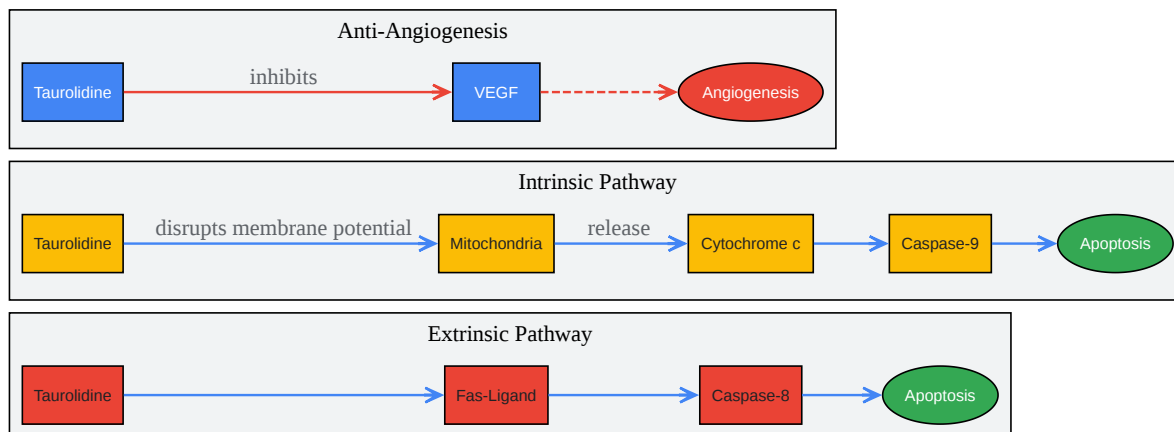 Anti-Angiogenesis
Taurolidine
inhibits
VEGF
Angiogenesis
Intrinsic Pathway
Taurolidine
disrupts membrane potential
Mitochondria
release
Cytochrome c
Caspase-9
Apoptosis
Extrinsic Pathway
Taurolidine
Fas-Ligand
Caspase-8
Apoptosis